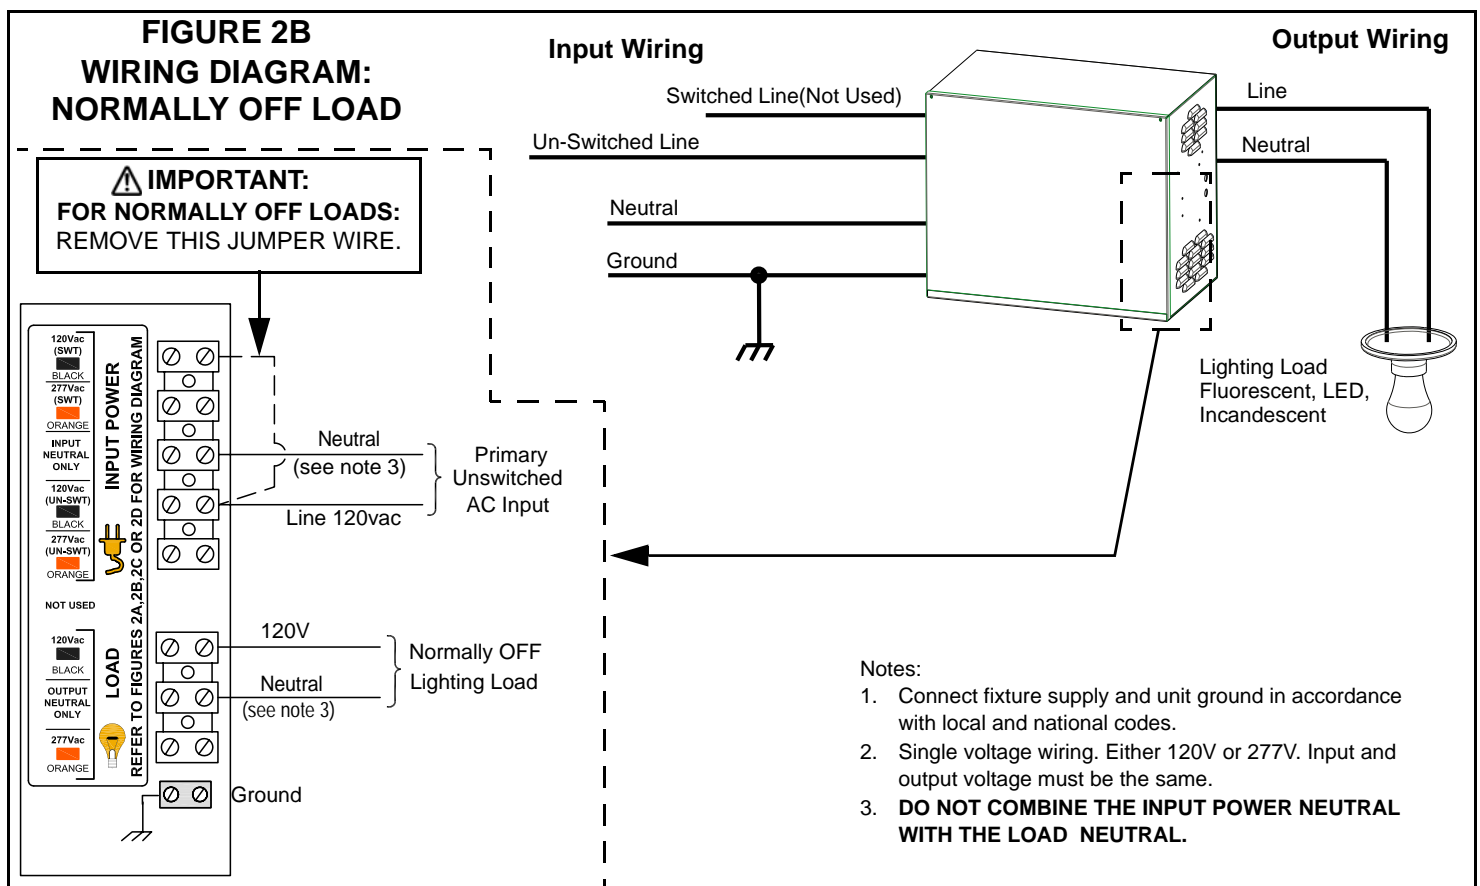 FIGURE 2B
WIRING DIAGRAM:
NORMALLY OFF LOAD
Input Wiring
Output Wiring
Switched Line(Not Used)
Un-Switched Line
Neutral
Ground
Line
Neutral
Lighting Load
Fluorescent, LED,
Incandescent
IMPORTANT:
FOR NORMALLY OFF LOADS:
REMOVE THIS JUMPER WIRE.
120Vac
(SWT)
BLACK
277Vac
(SWT)
ORANGE
INPUT
NEUTRAL
ONLY
120Vac
(UN-SWT)
BLACK
277Vac
(UN-SWT)
ORANGE
NOT USED
120Vac
BLACK
OUTPUT
NEUTRAL
ONLY
277Vac
ORANGE
INPUT POWER
LOAD
REFER TO FIGURES 2A,2B,2C OR 2D FOR WIRING DIAGRAM
Neutral
(see note 3)
Line 120vac
Primary
Unswitched
AC Input
120V
Neutral
(see note 3)
Normally OFF
Lighting Load
Ground
Notes:
1. Connect fixture supply and unit ground in accordance
with local and national codes.
2. Single voltage wiring. Either 120V or 277V. Input and
output voltage must be the same.
3. DO NOT COMBINE THE INPUT POWER NEUTRAL
WITH THE LOAD NEUTRAL.